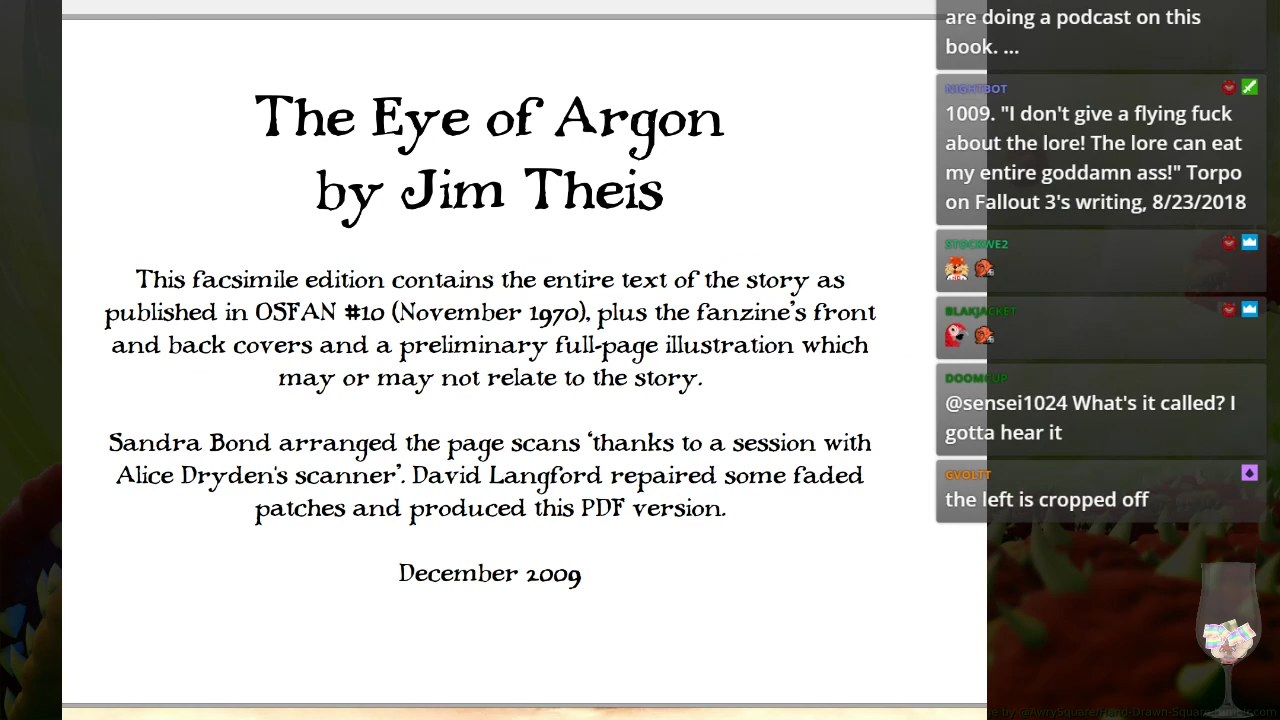 The Eye of Argon
by Jim Theis
This facsimile edition contains the entire text of the story as
published in OSFAN #10 (November 1970), plus the fanzine's front
and back covers and a preliminary full-page illustration which
may or may not relate to the story.
Sandra Bond arranged the page scans 'thanks to a session with
Alice Dryden's scanner'. David Langford repaired some faded
patches and produced this PDF version.
December 2009
are doing a podcast on this
book. ...
NIGHTBOT
1009. "I don't give a flying fuck
about the lore! The lore can eat
my entire goddamn ass!" Torpo
on Fallout 3's writing, 8/23/2018
STOCKWE2
BLAKJACKET
DOOMCUP
@sensei1024 What's it called? I
gotta hear it
GVOLTT
the left is cropped off